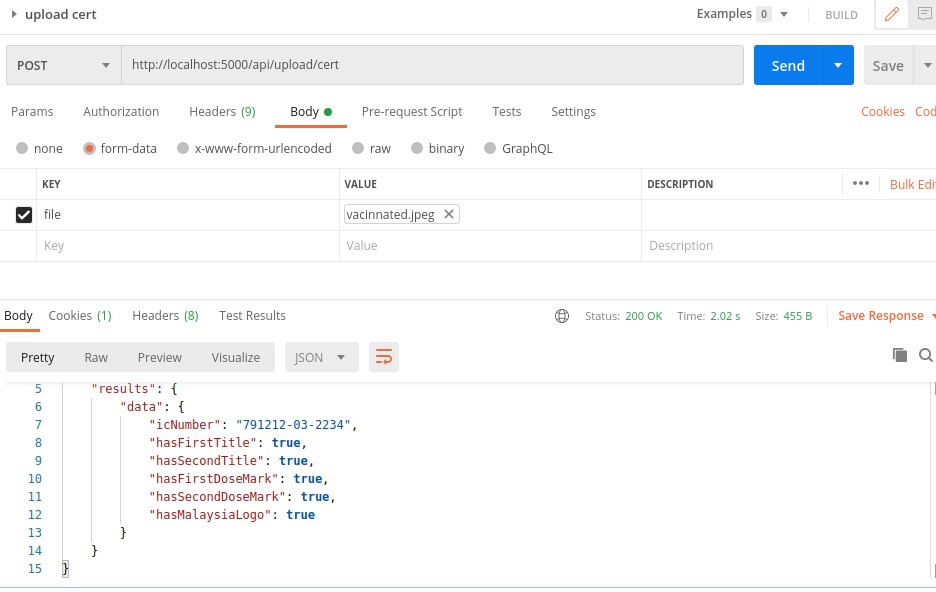 upload cert Examples 0 BUILD
POST http://localhost:5000/api/upload/cert Send Save
Params Authorization Headers (9) Body Pre-request Script Tests Settings Cookies Cod
none form-data x-www-form-urlencoded raw binary GraphQL
KEY VALUE DESCRIPTION ••• Bulk Edi
file vacinnated.jpeg
Key Value Description
Body Cookies (1) Headers (8) Test Results Status: 200 OK Time: 2.02 s Size: 455 B Save Response
Pretty Raw Preview Visualize JSON
5 "results": {
6 "data": {
7 "icNumber": "791212-03-2234",
8 "hasFirstTitle": true,
9 "hasSecondTitle": true,
10 "hasFirstDoseMark": true,
11 "hasSecondDoseMark": true,
12 "hasMalaysiaLogo": true
13 }
14 }
15 }